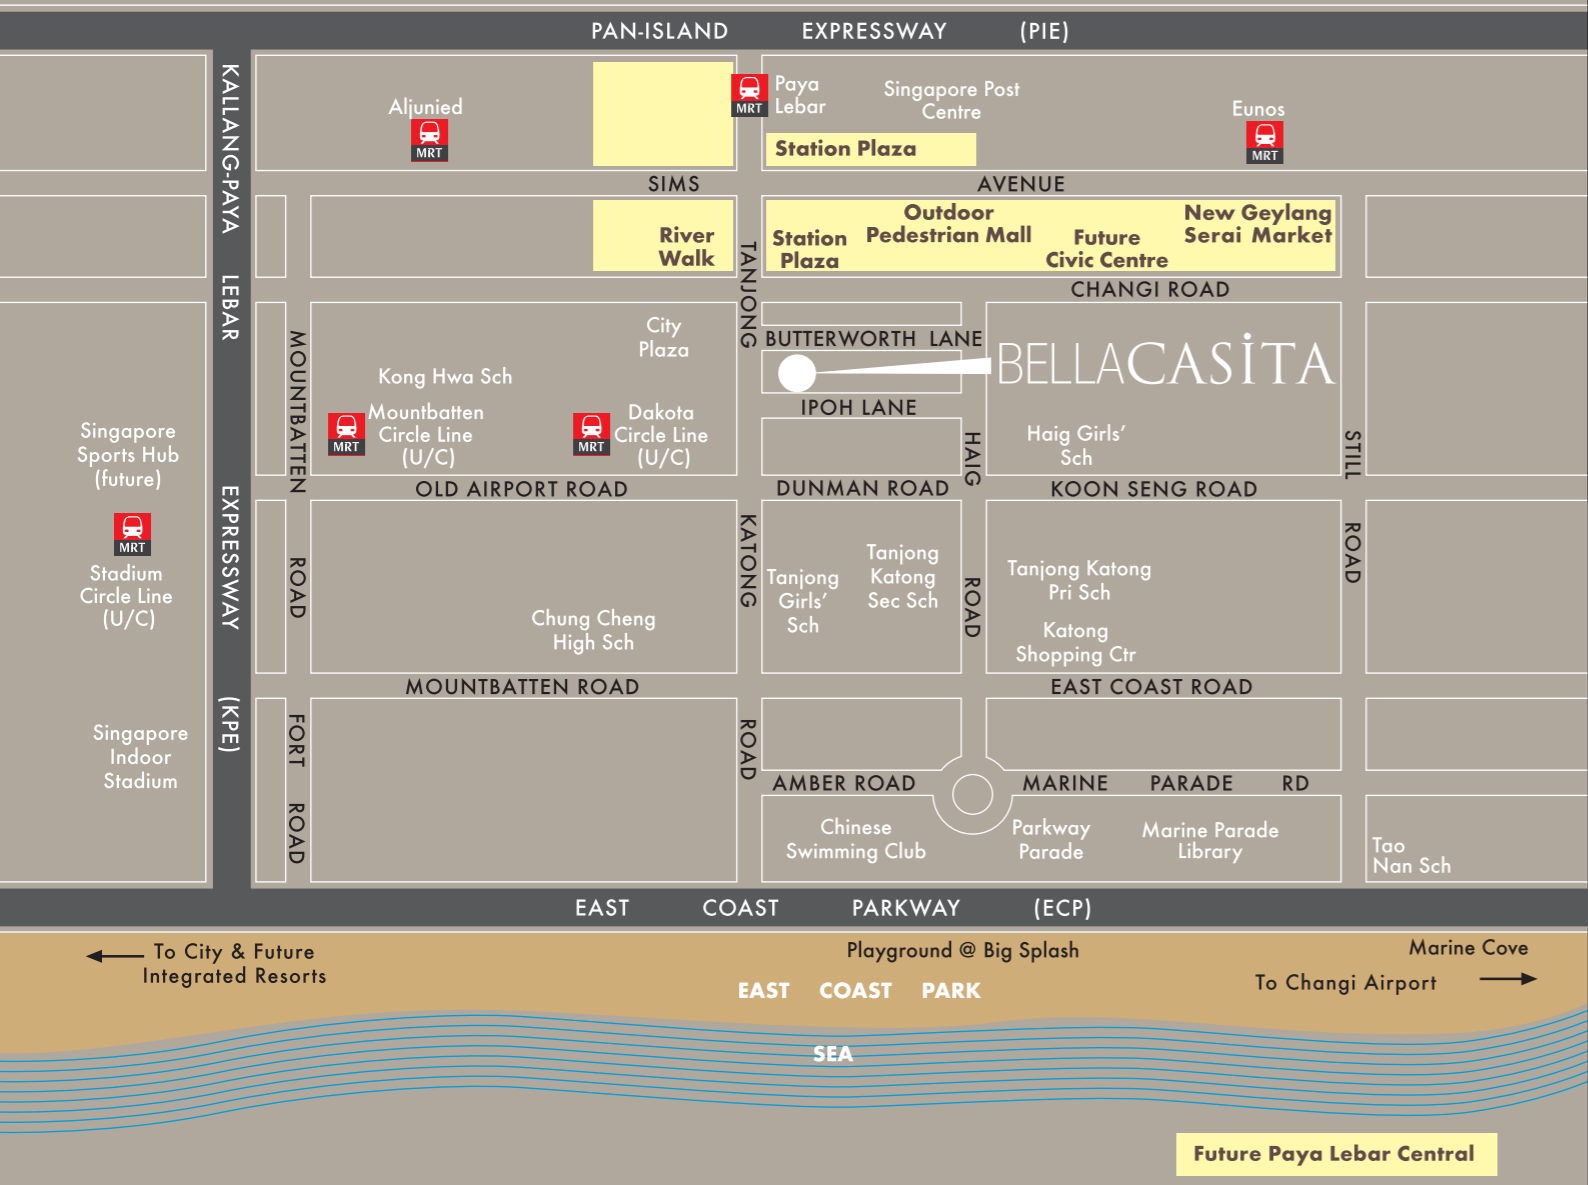 PAN-ISLAND EXPRESSWAY (PIE)
KALLANG-PAYA LEBAR EXPRESSWAY (KPE)
Aljunied
MRT
MRT
Paya
Lebar
Singapore Post
Centre
Station Plaza
Eunos
MRT
SIMS AVENUE
River
Walk
Station
Plaza
Outdoor
Pedestrian Mall
Future
Civic Centre
New Geylang
Serai Market
CHANGI ROAD
TANJONG KATONG ROAD
MOUNTBATTEN ROAD
City
Plaza
BUTTERWORTH LANE
BELLACASITA
Kong Hwa Sch
IPOH LANE
MRT
Mountbatten
Circle Line
(U/C)
MRT
Dakota
Circle Line
(U/C)
Haig Girls’
Sch
HAIG ROAD
STILL ROAD
Singapore
Sports Hub
(future)
MRT
Stadium
Circle Line
(U/C)
OLD AIRPORT ROAD
DUNMAN ROAD
KOON SENG ROAD
Tanjong
Girls’
Sch
Tanjong
Katong
Sec Sch
Tanjong Katong
Pri Sch
Katong
Shopping Ctr
Chung Cheng
High Sch
MOUNTBATTEN ROAD
EAST COAST ROAD
FORT ROAD
Singapore
Indoor
Stadium
AMBER ROAD
MARINE PARADE RD
Chinese
Swimming Club
Parkway
Parade
Marine Parade
Library
Tao
Nan Sch
EAST COAST PARKWAY (ECP)
To City & Future
Integrated Resorts
Playground @ Big Splash
Marine Cove
To Changi Airport
EAST COAST PARK
SEA
Future Paya Lebar Central